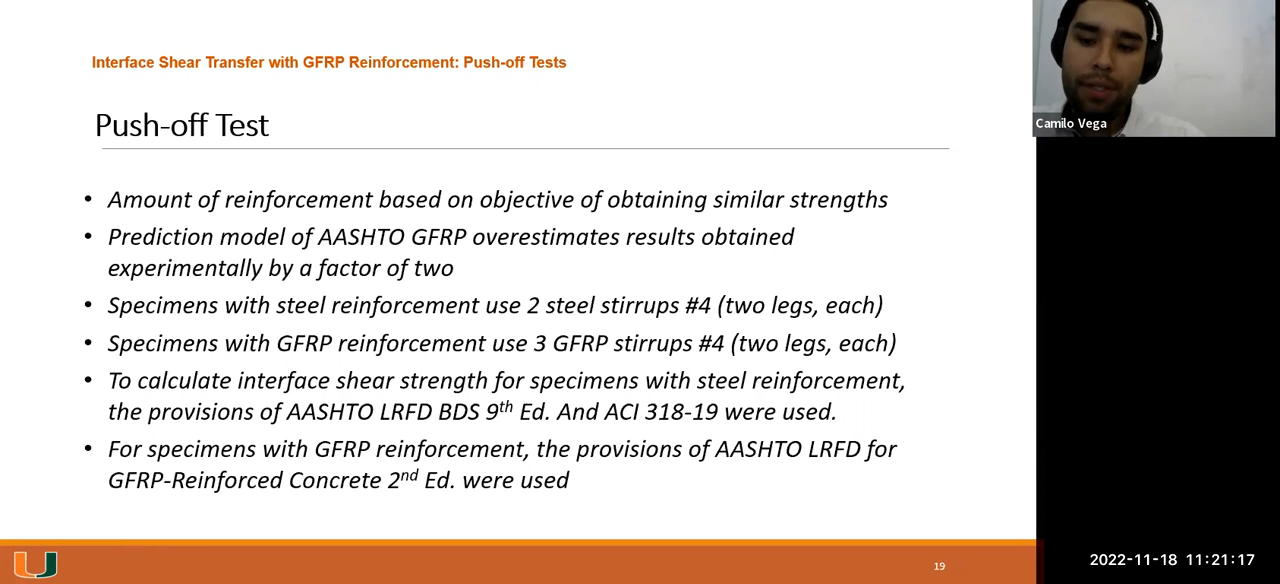 Interface Shear Transfer with GFRP Reinforcement: Push-off Tests
Push-off Test
• Amount of reinforcement based on objective of obtaining similar strengths
• Prediction model of AASHTO GFRP overestimates results obtained
experimentally by a factor of two
• Specimens with steel reinforcement use 2 steel stirrups #4 (two legs, each)
• Specimens with GFRP reinforcement use 3 GFRP stirrups #4 (two legs, each)
• To calculate interface shear strength for specimens with steel reinforcement,
the provisions of AASHTO LRFD BDS 9th Ed. And ACI 318-19 were used.
• For specimens with GFRP reinforcement, the provisions of AASHTO LRFD for
GFRP-Reinforced Concrete 2nd Ed. were used
19
Camilo Vega
2022-11-18 11:21:17